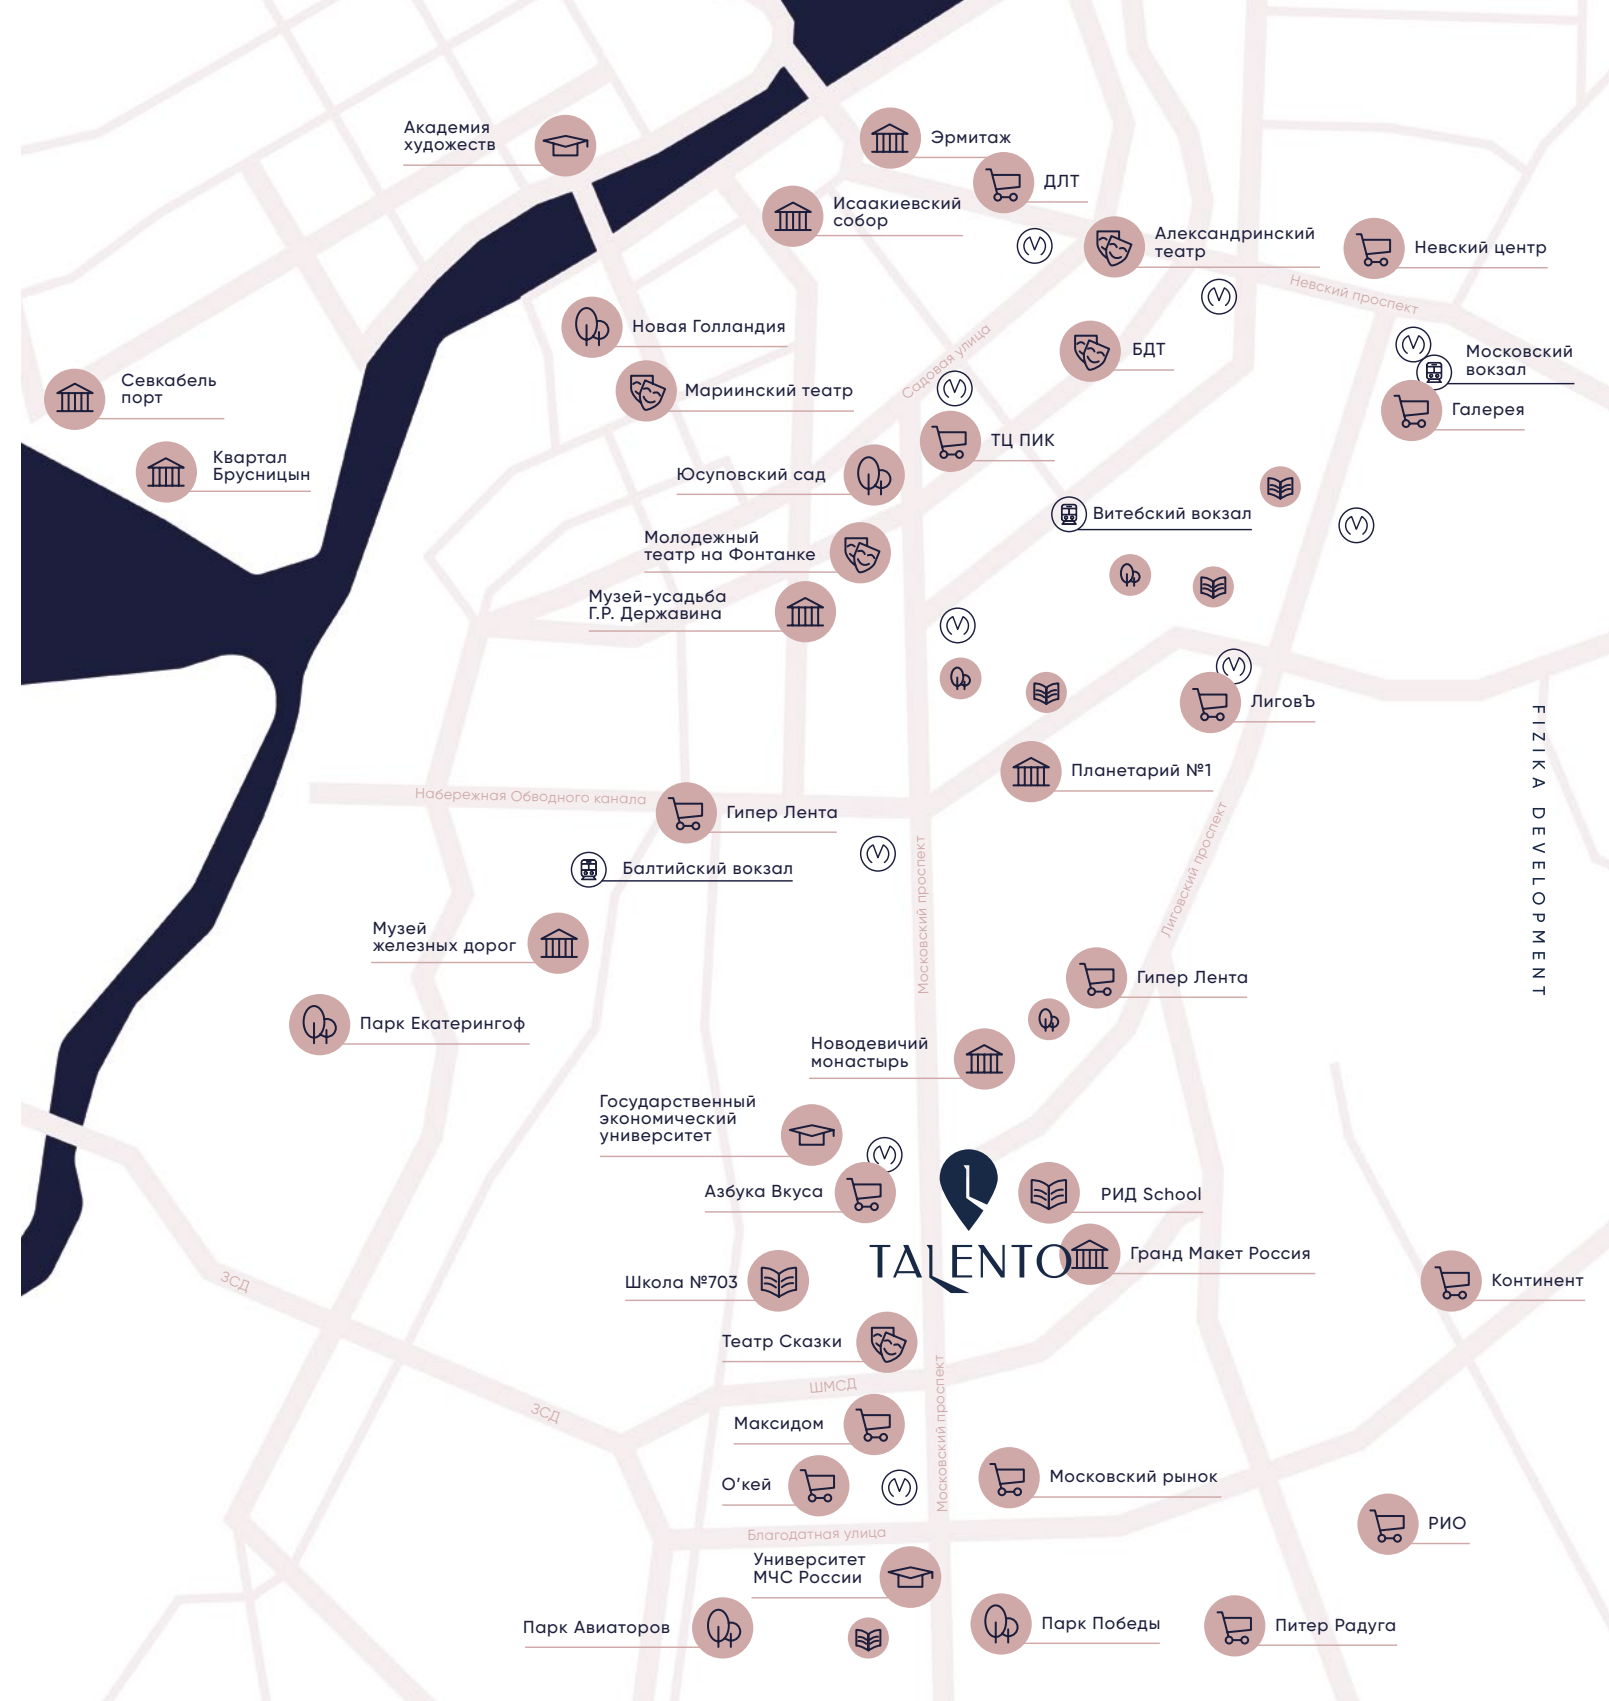 Академия
художеств
Эрмитаж
ДЛТ
Исаакиевский
собор
Александринский
театр
Невский центр
Невский проспект
Новая Голландия
Садовая улица
БДТ
Московский
вокзал
Севкабель
порт
Мариинский театр
Галерея
ТЦ ПИК
Квартал
Брусницын
Юсуповский сад
Витебский вокзал
Молодежный
театр на Фонтанке
Музей-усадьба
Г.Р. Державина
ЛиговЪ
FIZIKA DEVELOPMENT
Планетарий №1
Набережная Обводного канала
Гипер Лента
Балтийский вокзал
Московский проспект
Лиговский проспект
Музей
железных дорог
Гипер Лента
Парк Екатерингоф
Новодевичий
монастырь
Государственный
экономический
университет
Азбука Вкуса
РИД School
TALENTO
Гранд Макет Россия
ЗСД
Школа №703
Континент
Театр Сказки
ШМСД
Московский проспект
ЗСД
Максидом
О'кей
Московский рынок
РИО
Благодатная улица
Университет
МЧС России
Парк Авиаторов
Парк Победы
Питер Радуга